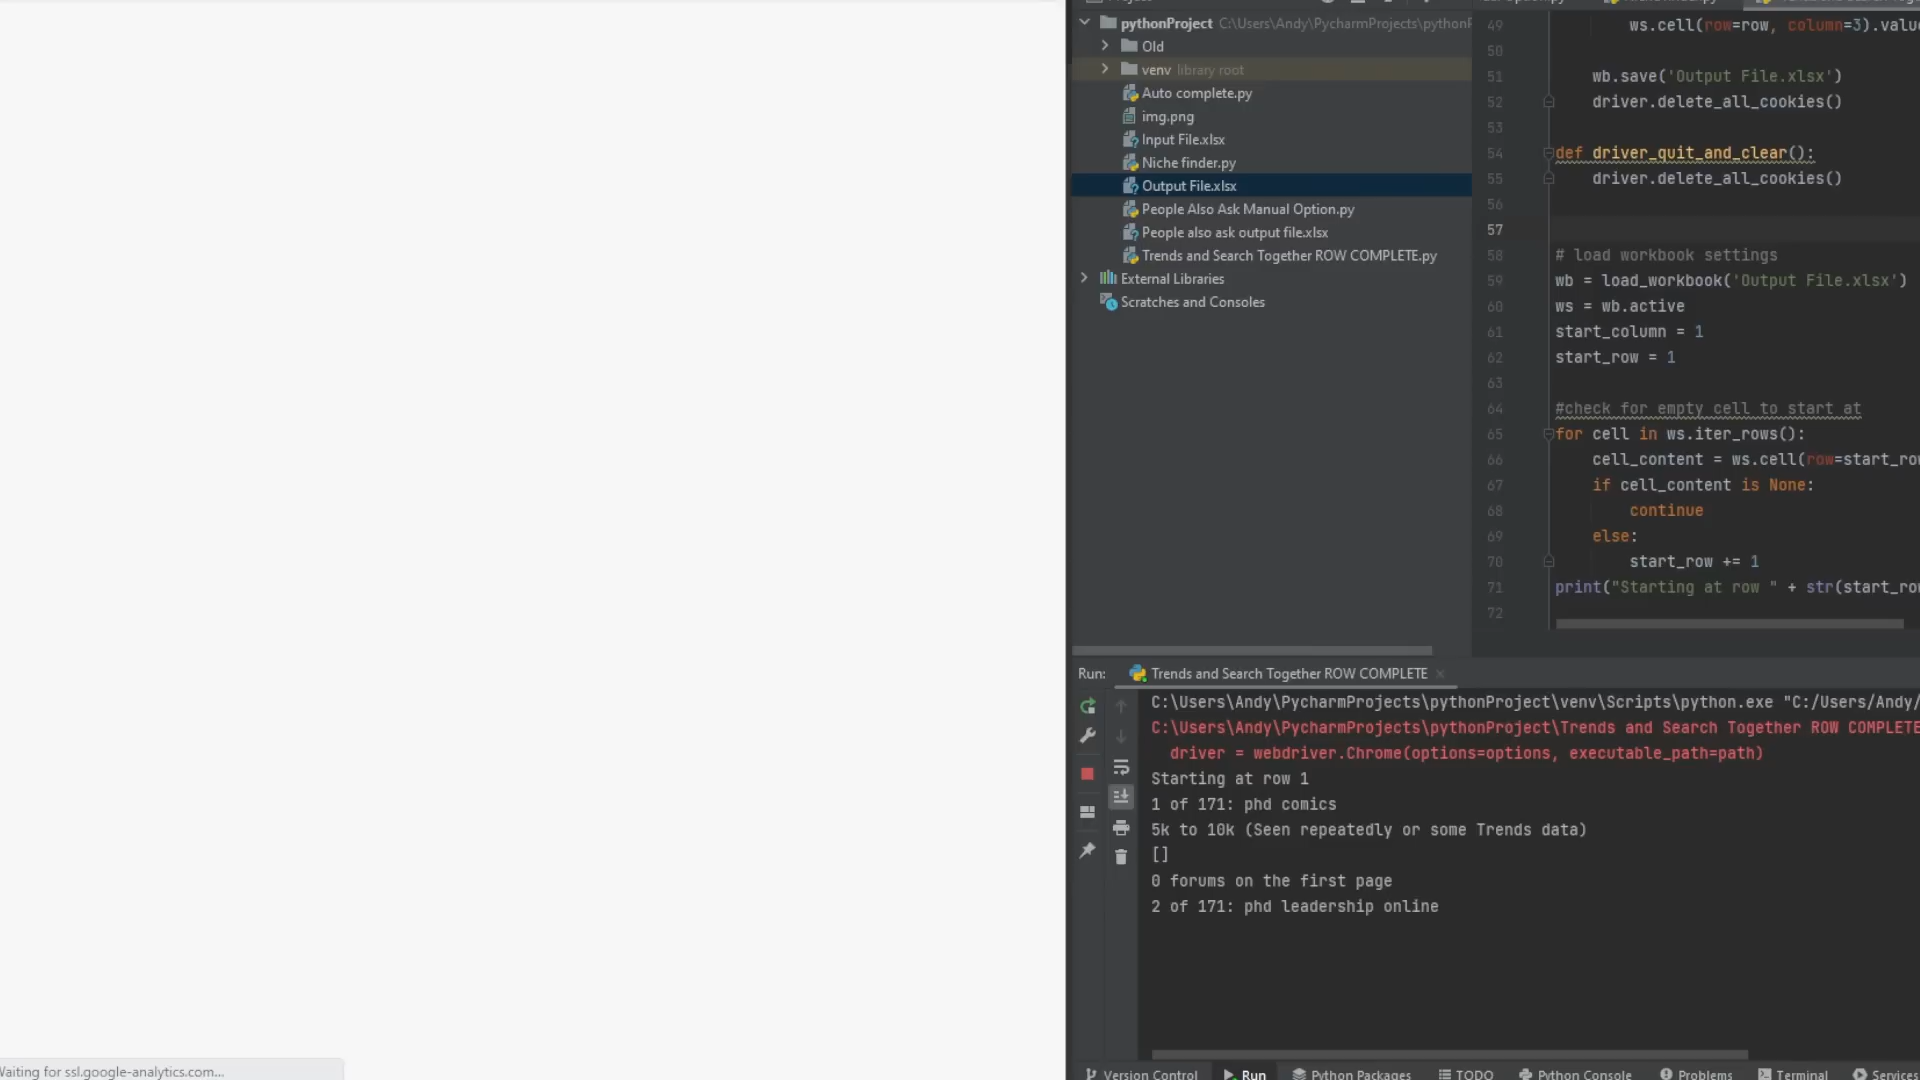 pythonProject C:\Users\Andy\PycharmProjects\pythonP
Old
venv library root
Auto complete.py
img.png
Input File.xlsx
Niche finder.py
Output File.xlsx
People Also Ask Manual Option.py
People also ask output file.xlsx
Trends and Search Together ROW COMPLETE.py
External Libraries
Scratches and Consoles
49 ws.cell(row=row, column=3).valu
50
51 wb.save('Output File.xlsx')
52 driver.delete_all_cookies()
53
54 def driver_quit_and_clear():
55 driver.delete_all_cookies()
56
57
58 # load workbook settings
59 wb = load_workbook('Output File.xlsx')
60 ws = wb.active
61 start_column = 1
62 start_row = 1
63
64 #check for empty cell to start at
65 for cell in ws.iter_rows():
66 cell_content = ws.cell(row=start_row
67 if cell_content is None:
68 continue
69 else:
70 start_row += 1
71 print("Starting at row " + str(start_row
72
Run: Trends and Search Together ROW COMPLETE
C:\Users\Andy\PycharmProjects\pythonProject\venv\Scripts\python.exe "C:/Users/Andy/
C:\Users\Andy\PycharmProjects\pythonProject\Trends and Search Together ROW COMPLETE
driver = webdriver.Chrome(options=options, executable_path=path)
Starting at row 1
1 of 171: phd comics
5k to 10k (Seen repeatedly or some Trends data)
[]
0 forums on the first page
2 of 171: phd leadership online
Waiting for ssl.google-analytics.com...
Version Control Run Python Packages TODO Python Console Problems Terminal Services